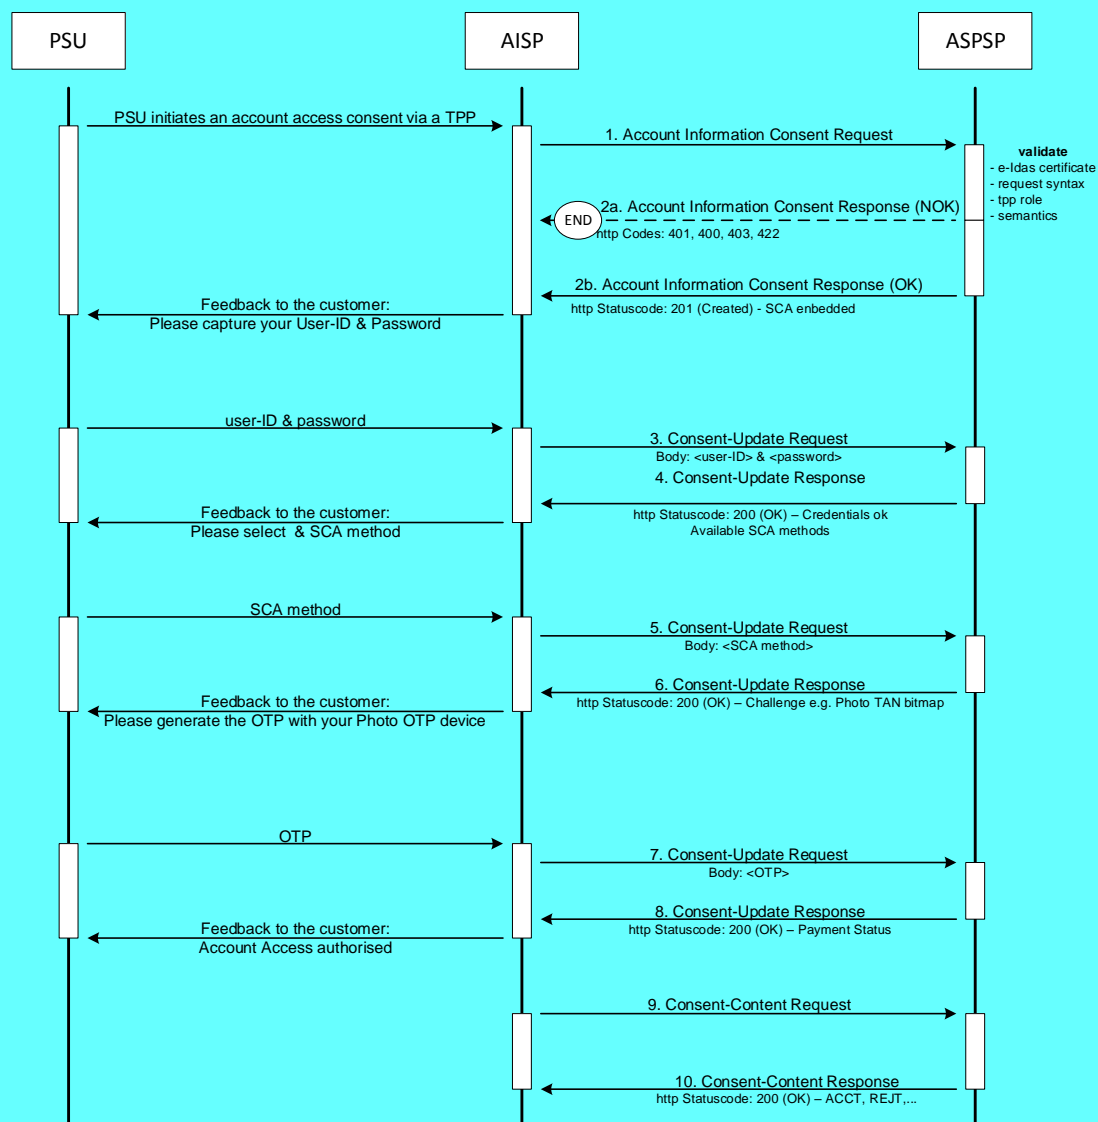 PSU
AISP
ASPSP
PSU initiates an account access consent via a TPP
1. Account Information Consent Request
validate
- e-Idas certificate
- request syntax
- tpp role
- semantics
2a. Account Information Consent Response (NOK)
END
http Codes: 401, 400, 403, 422
2b. Account Information Consent Response (OK)
http Statuscode: 201 (Created) - SCA enbedded
Feedback to the customer:
Please capture your User-ID & Password
user-ID & password
3. Consent-Update Request
Body: <user-ID> & <password>
4. Consent-Update Response
http Statuscode: 200 (OK) – Credentials ok
Available SCA methods
Feedback to the customer:
Please select  & SCA method
SCA method
5. Consent-Update Request
Body: <SCA method>
6. Consent-Update Response
http Statuscode: 200 (OK) – Challenge e.g. Photo TAN bitmap
Feedback to the customer:
Please generate the OTP with your Photo OTP device
OTP
7. Consent-Update Request
Body: <OTP>
8. Consent-Update Response
http Statuscode: 200 (OK) – Payment Status
Feedback to the customer:
Account Access authorised
9. Consent-Content Request
10. Consent-Content Response
http Statuscode: 200 (OK) – ACCT, REJT,...